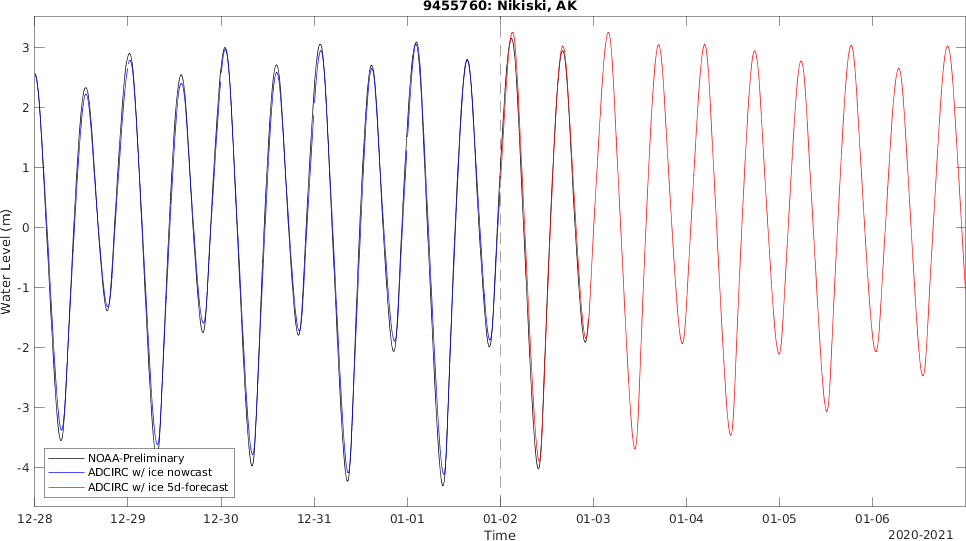 9455760: Nikiski, AK
Water Level (m)
3
2
1
0
-1
-2
-3
-4
NOAA-Preliminary
ADCIRC w/ ice nowcast
ADCIRC w/ ice 5d-forecast
12-28 12-29 12-30 12-31 01-01 01-02 01-03 01-04 01-05 01-06
Time
2020-2021